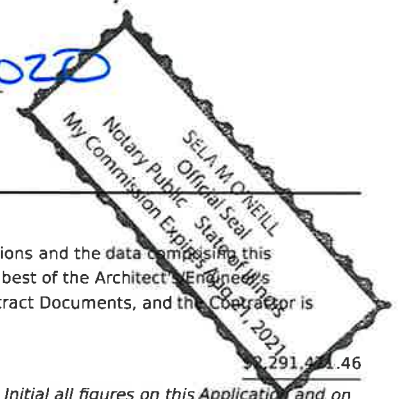 SELA M O'NEILL
Official Seal
Notary Public State of Illinois
My Commission Expires Aug 31, 2021
ions and the data comprising this
best of the Architect's/Engineer's
tract Documents, and the Contractor is
Initial all figures on this Application and on